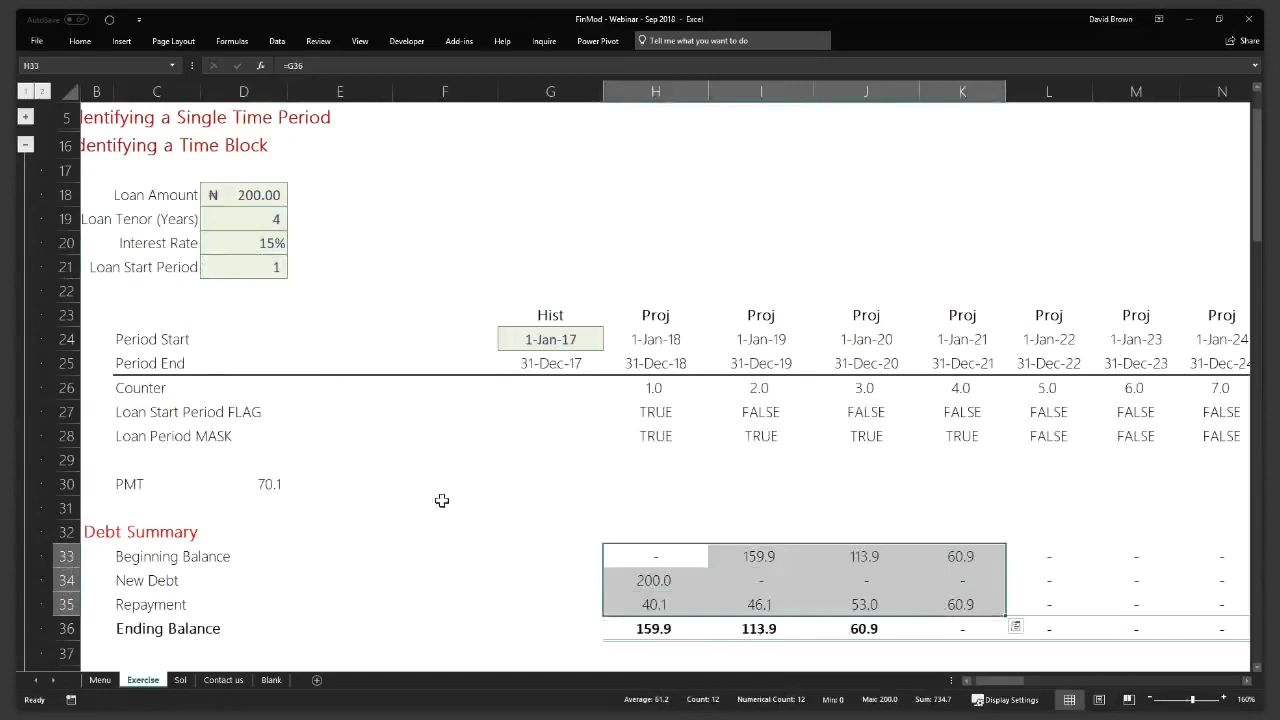 AutoSave Off FinMod - Webinar - Sep 2018 - Excel David Brown
File Home Insert Draw Page Layout Formulas Data Review View Developer Add-ins Help Inquire Power Pivot Tell me what you want to do Share
H33 fx =G36
1 2 B C D E F G H I J K L M N
5 dentifying a Single Time Period
16 dentifying a Time Block
17
18 Loan Amount ₦ 200.00
19 Loan Tenor (Years) 4
20 Interest Rate 15%
21 Loan Start Period 1
22
23 Hist Proj Proj Proj Proj Proj Proj Proj
24 Period Start 1-Jan-17 1-Jan-18 1-Jan-19 1-Jan-20 1-Jan-21 1-Jan-22 1-Jan-23 1-Jan-24
25 Period End 31-Dec-17 31-Dec-18 31-Dec-19 31-Dec-20 31-Dec-21 31-Dec-22 31-Dec-23 31-Dec-24
26 Counter 1.0 2.0 3.0 4.0 5.0 6.0 7.0
27 Loan Start Period FLAG TRUE FALSE FALSE FALSE FALSE FALSE FALSE
28 Loan Period MASK TRUE TRUE TRUE TRUE FALSE FALSE FALSE
29
30 PMT 70.1
31
32 Debt Summary
33 Beginning Balance - 159.9 113.9 60.9 - - -
34 New Debt 200.0 - - - - - -
35 Repayment 40.1 46.1 53.0 60.9 - - -
36 Ending Balance 159.9 113.9 60.9 - - - -
37
Menu Exercise Sol Contact us Blank
Ready Average: 61.2 Count: 12 Numerical Count: 12 Min: 0 Max: 200.0 Sum: 734.7 Display Settings 160%